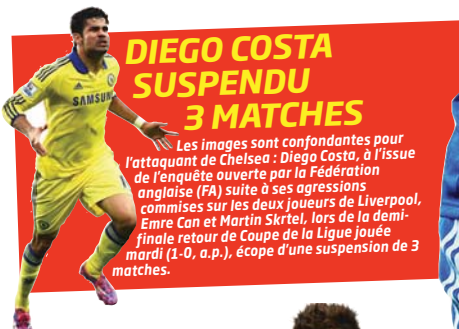 DIEGO COSTA
SUSPENDU
3 MATCHES
Les images sont confondantes pour
l'attaquant de Chelsea : Diego Costa, à l'issue
de l'enquête ouverte par la Fédération
anglaise (FA) suite à ses agressions
commises sur les deux joueurs de Liverpool,
Emre Can et Martin Skrtel, lors de la demi-
finale retour de Coupe de la Ligue jouée
mardi (1-0, a.p.), écope d'une suspension de 3
matches.
SAMSUNG